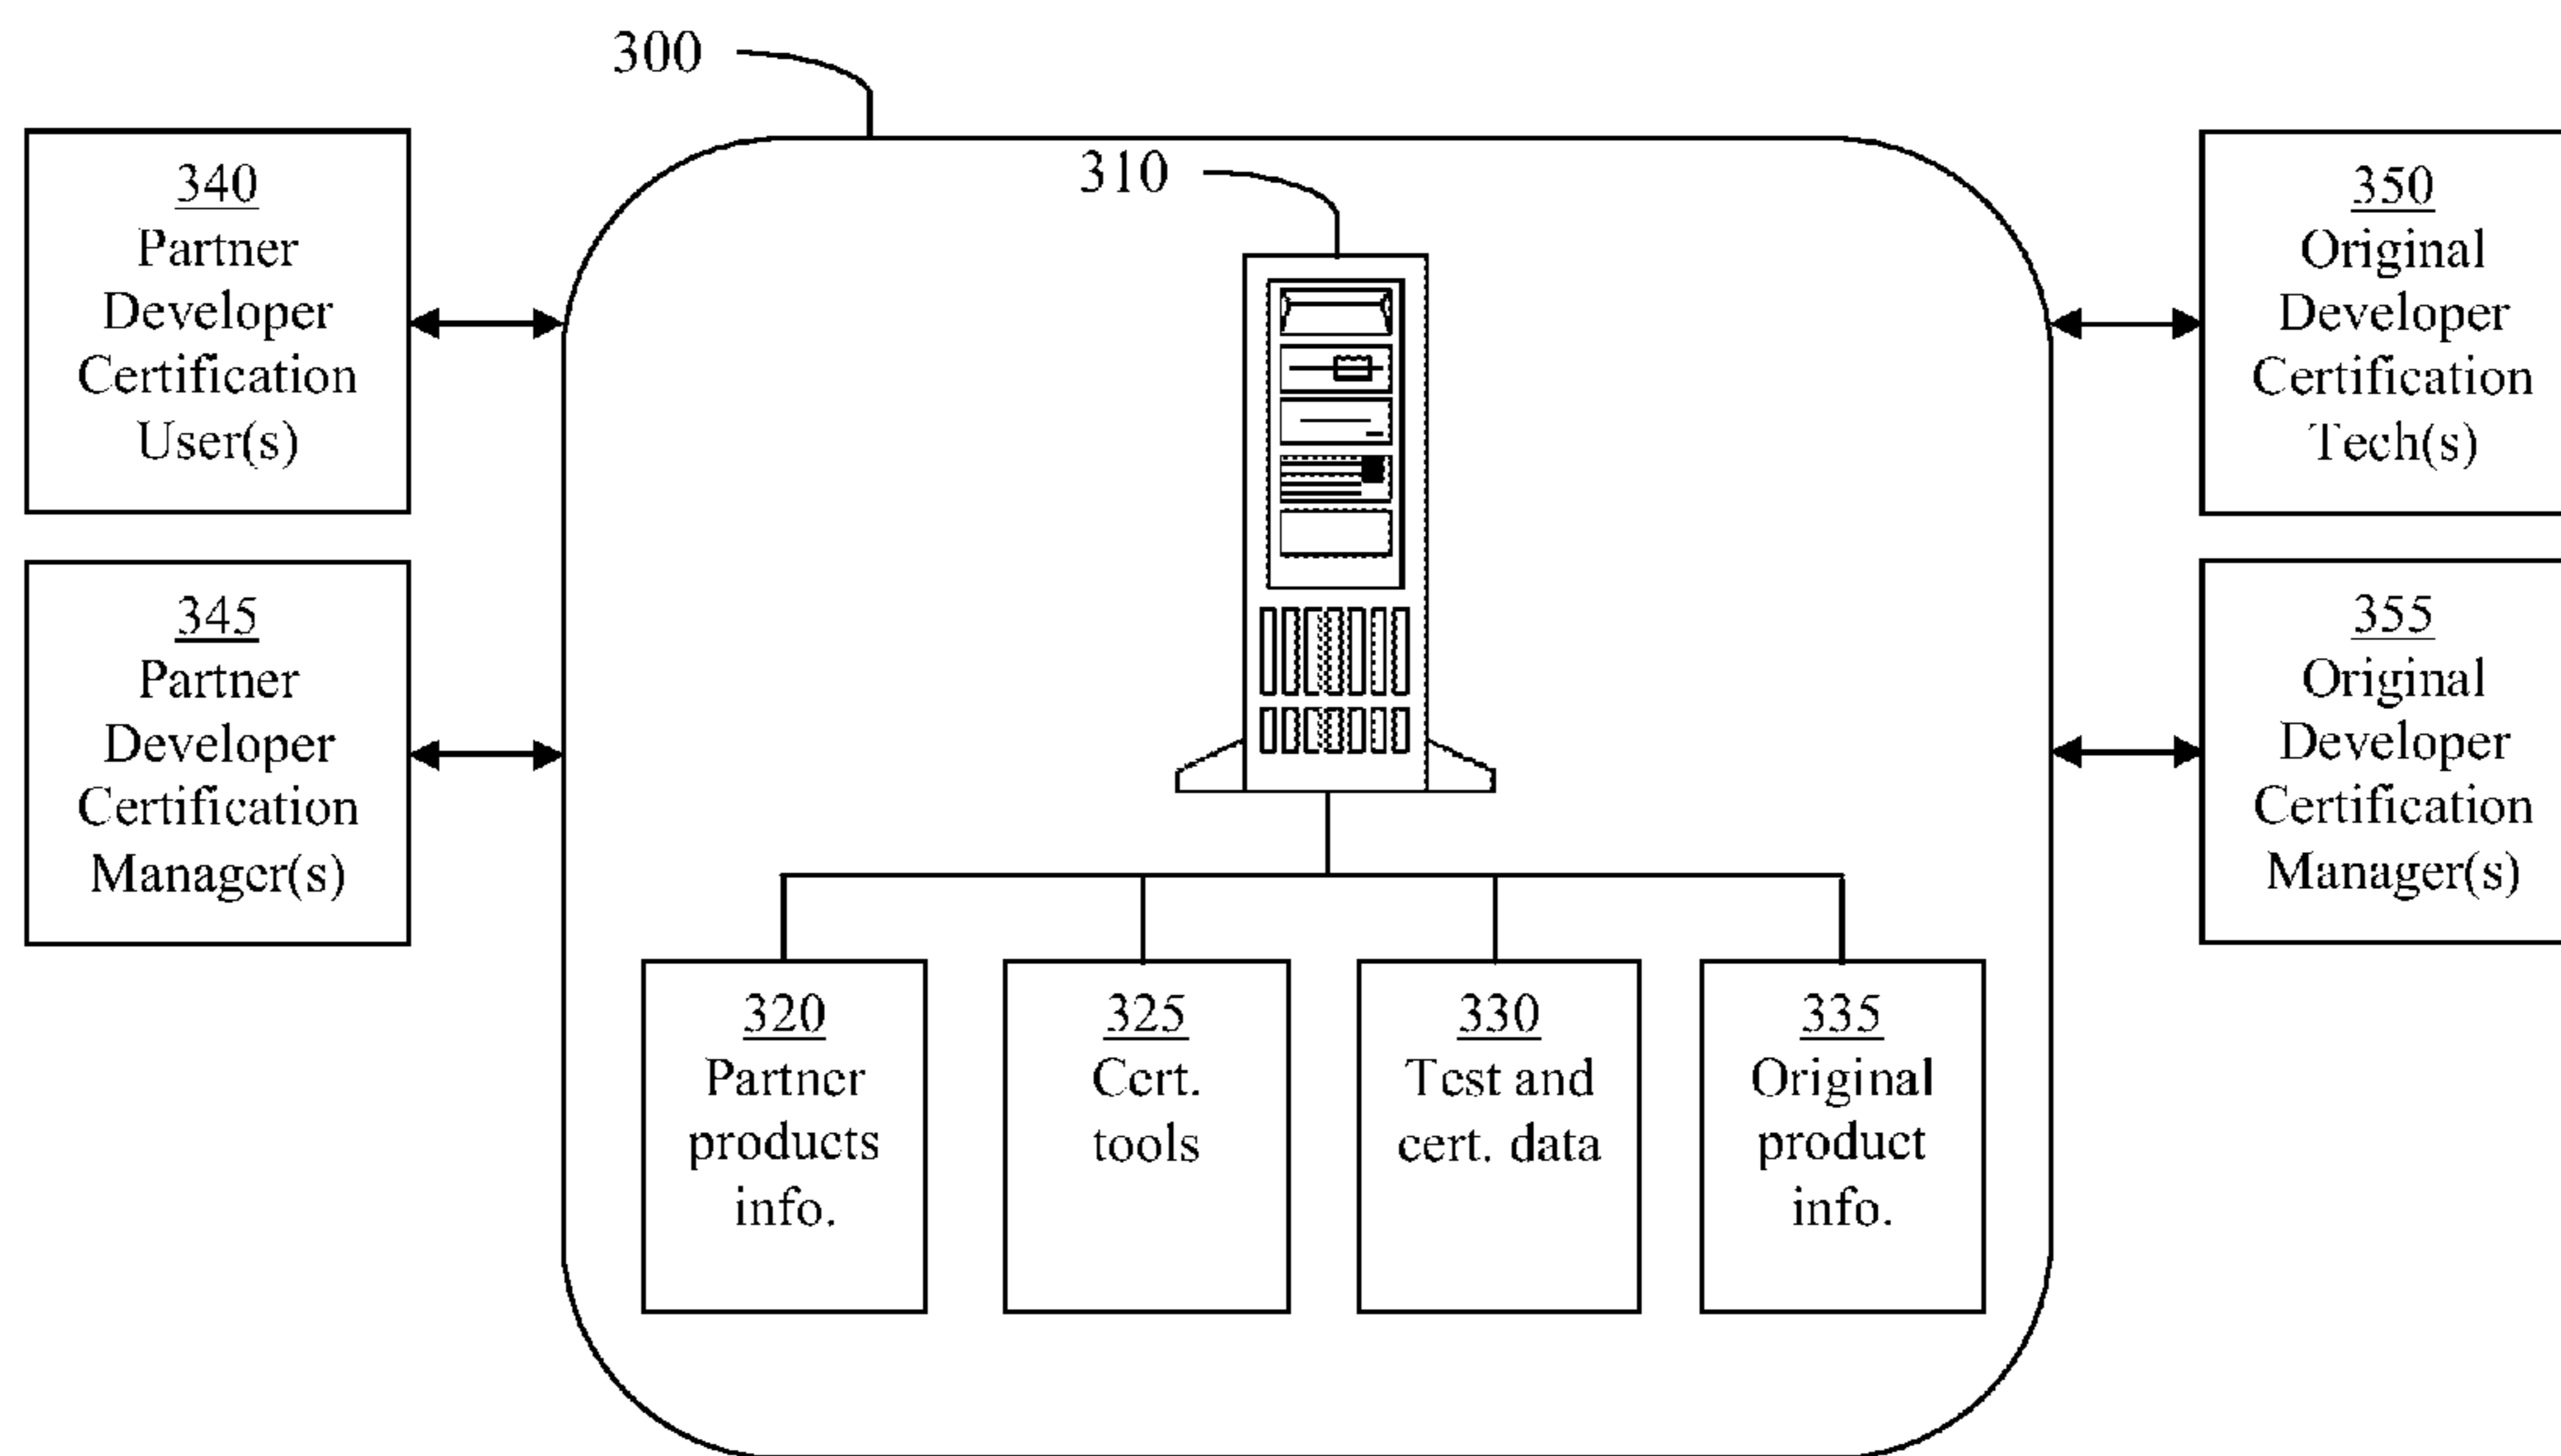 300
310
340
Partner
Developer
Certification
User(s)
345
Partner
Developer
Certification
Manager(s)
350
Original
Developer
Certification
Tech(s)
355
Original
Developer
Certification
Manager(s)
320
Partner
products
info.
325
Cert.
tools
330
Test and
cert. data
335
Original
product
info.